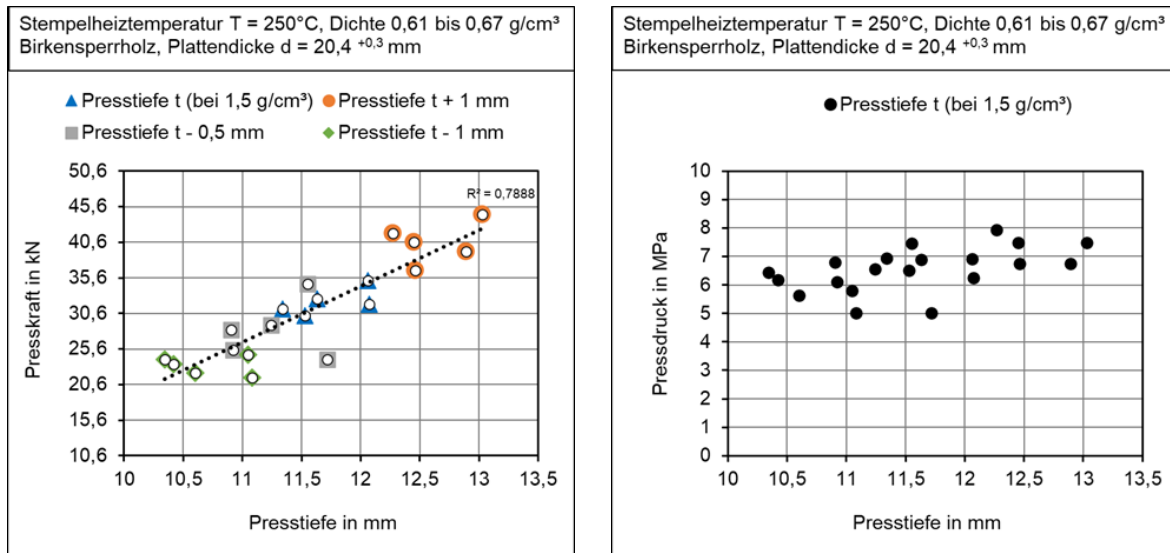 Stempelheiztemperatur T = 250°C, Dichte 0,61 bis 0,67 g/cm³
Birkensperrholz, Plattendicke d = 20,4 ⁺⁰,³ mm
Presstiefe t (bei 1,5 g/cm³)
Presstiefe t + 1 mm
Presstiefe t - 0,5 mm
Presstiefe t - 1 mm
R² = 0,7888
Presskraft in kN
50,6
45,6
40,6
35,6
30,6
25,6
20,6
15,6
10,6
10 10,5 11 11,5 12 12,5 13 13,5
Presstiefe in mm
Stempelheiztemperatur T = 250°C, Dichte 0,61 bis 0,67 g/cm³
Birkensperrholz, Plattendicke d = 20,4 ⁺⁰,³ mm
Presstiefe t (bei 1,5 g/cm³)
Pressdruck in MPa
10
9
8
7
6
5
4
3
2
1
0
10 10,5 11 11,5 12 12,5 13 13,5
Presstiefe in mm